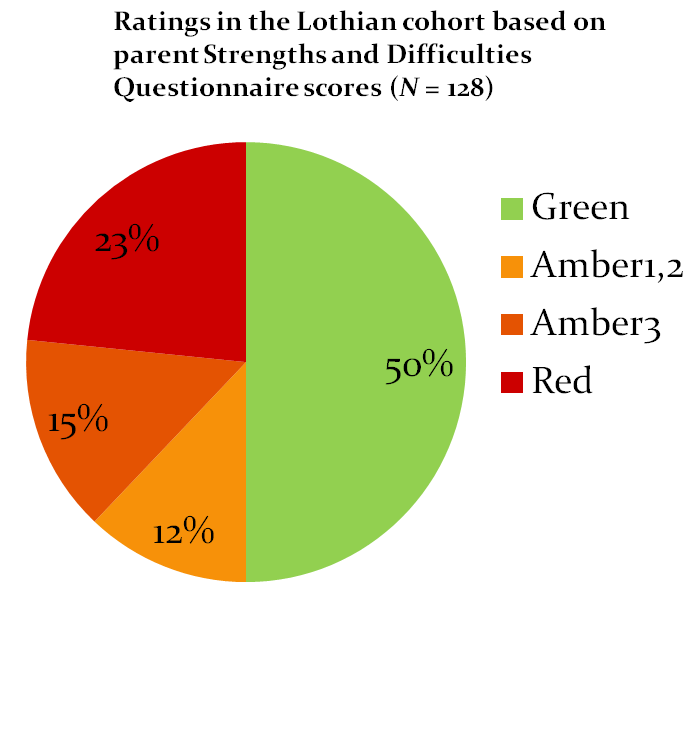 Ratings in the Lothian cohort based on
parent Strengths and Difficulties
Questionnaire scores (N = 128)
23%
Green
Amber1,2
Amber3
50%
Red
15%
12%